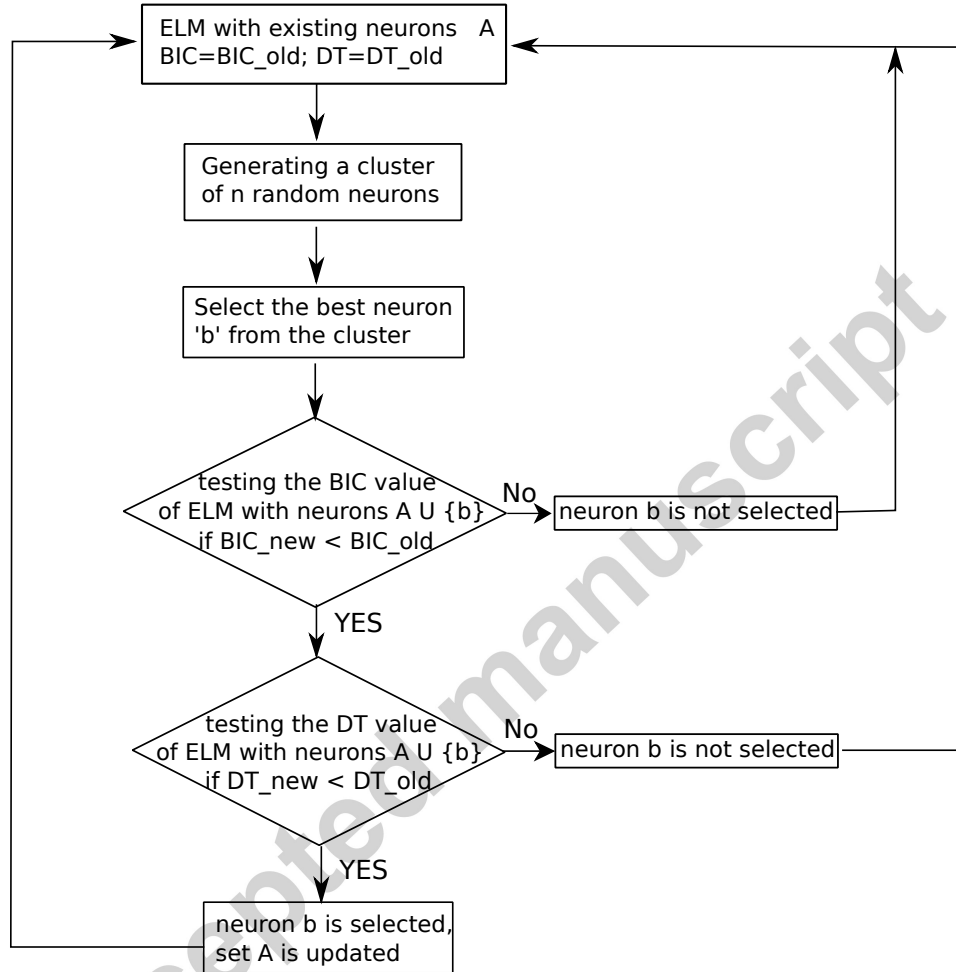 ELM with existing neurons A
BIC=BIC_old; DT=DT_old
Generating a cluster
of n random neurons
Select the best neuron
'b' from the cluster
testing the BIC value
of ELM with neurons A U {b}
if BIC_new < BIC_old
No
neuron b is not selected
YES
testing the DT value
of ELM with neurons A U {b}
if DT_new < DT_old
No
neuron b is not selected
YES
neuron b is selected,
set A is updated
epted manuscript